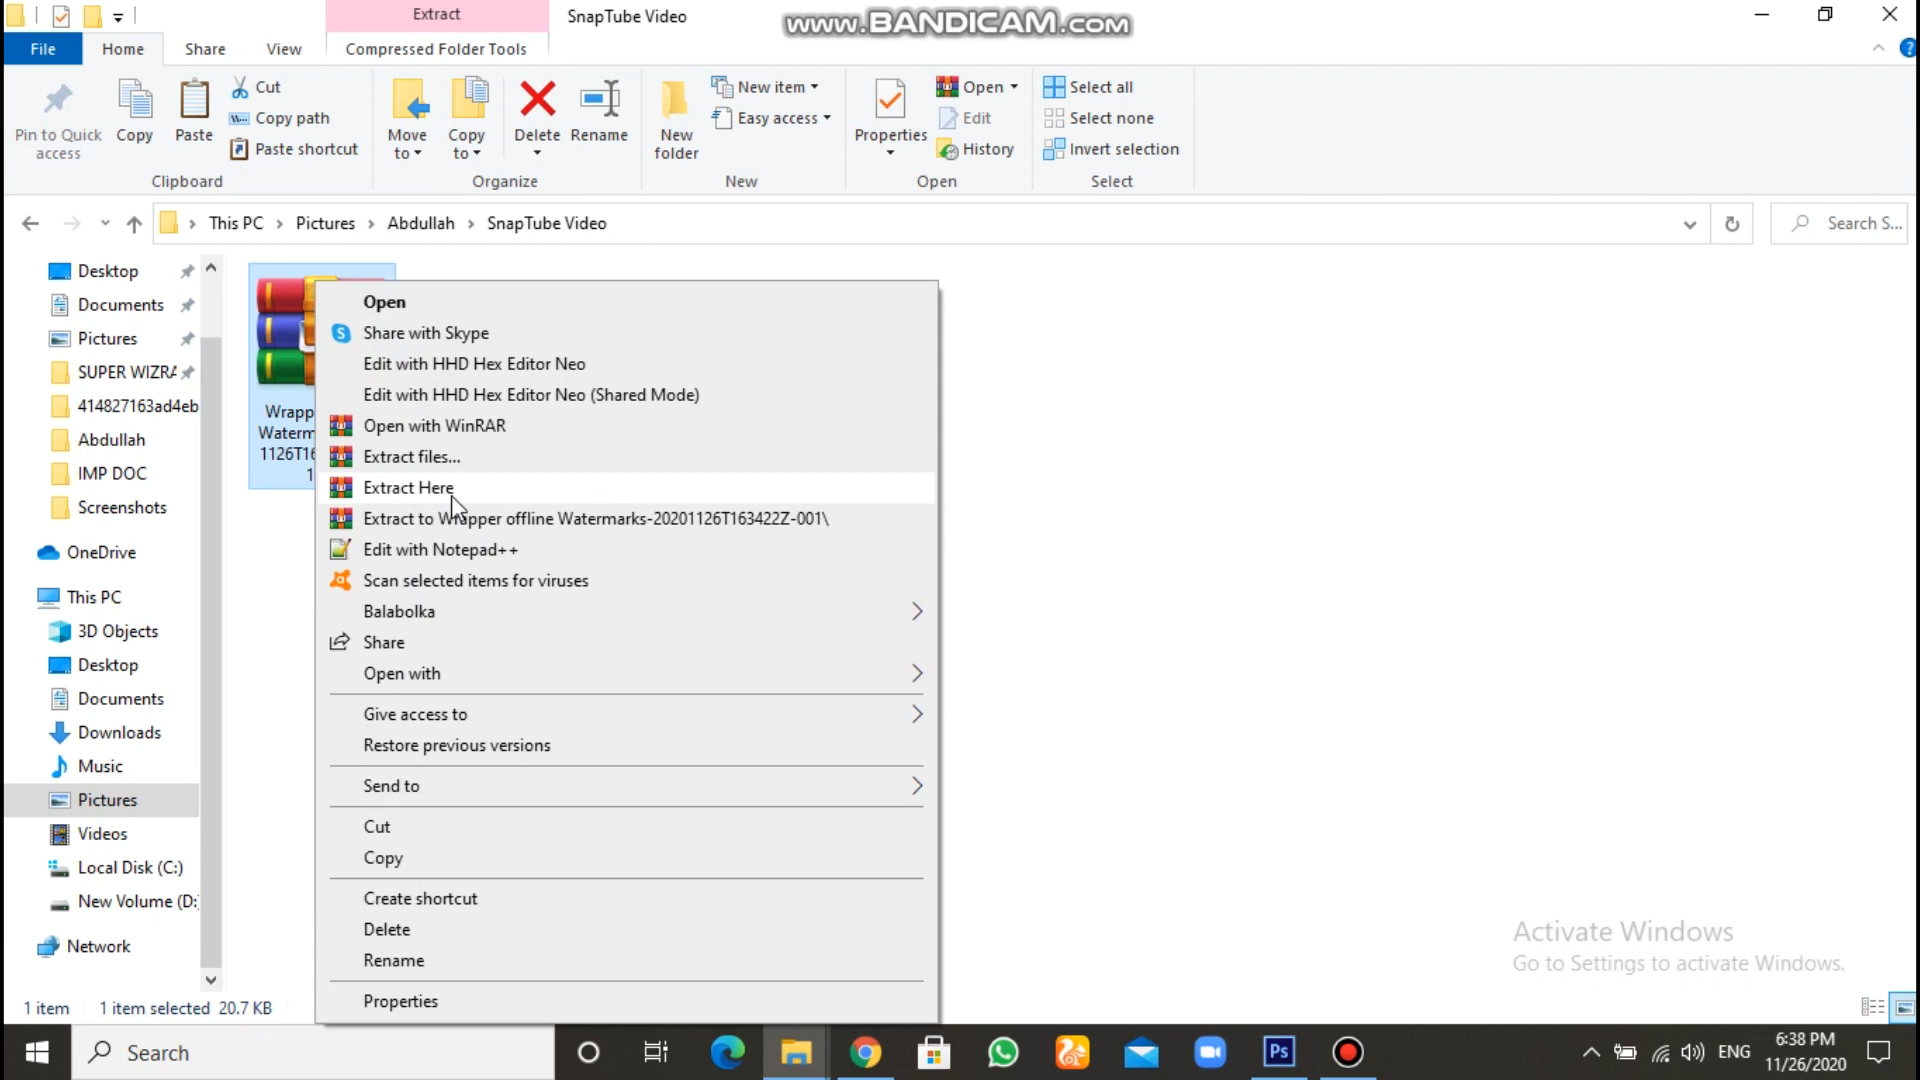 Extract
SnapTube Video
www.BANDICAM.com
File
Home
Share
View
Compressed Folder Tools
Pin to Quick
access
Copy
Paste
Cut
Copy path
Paste shortcut
Clipboard
Move
to
Copy
to
Delete
Rename
Organize
New
folder
New item
Easy access
New
Properties
Open
Edit
History
Open
Select all
Select none
Invert selection
Select
This PC > Pictures > Abdullah > SnapTube Video
Search S...
Desktop
Documents
Pictures
SUPER WIZRA
414827163ad4eb
Abdullah
IMP DOC
Screenshots
OneDrive
This PC
3D Objects
Desktop
Documents
Downloads
Music
Pictures
Videos
Local Disk (C:)
New Volume (D:
Network
Wrapp
Waterm
1126T16
1
Open
Share with Skype
Edit with HHD Hex Editor Neo
Edit with HHD Hex Editor Neo (Shared Mode)
Open with WinRAR
Extract files...
Extract Here
Extract to Wrapper offline Watermarks-20201126T163422Z-001\
Edit with Notepad++
Scan selected items for viruses
Balabolka
Share
Open with
Give access to
Restore previous versions
Send to
Cut
Copy
Create shortcut
Delete
Rename
Properties
Activate Windows
Go to Settings to activate Windows.
1 item
1 item selected 20.7 KB
Search
Ps
ENG
6:38 PM
11/26/2020